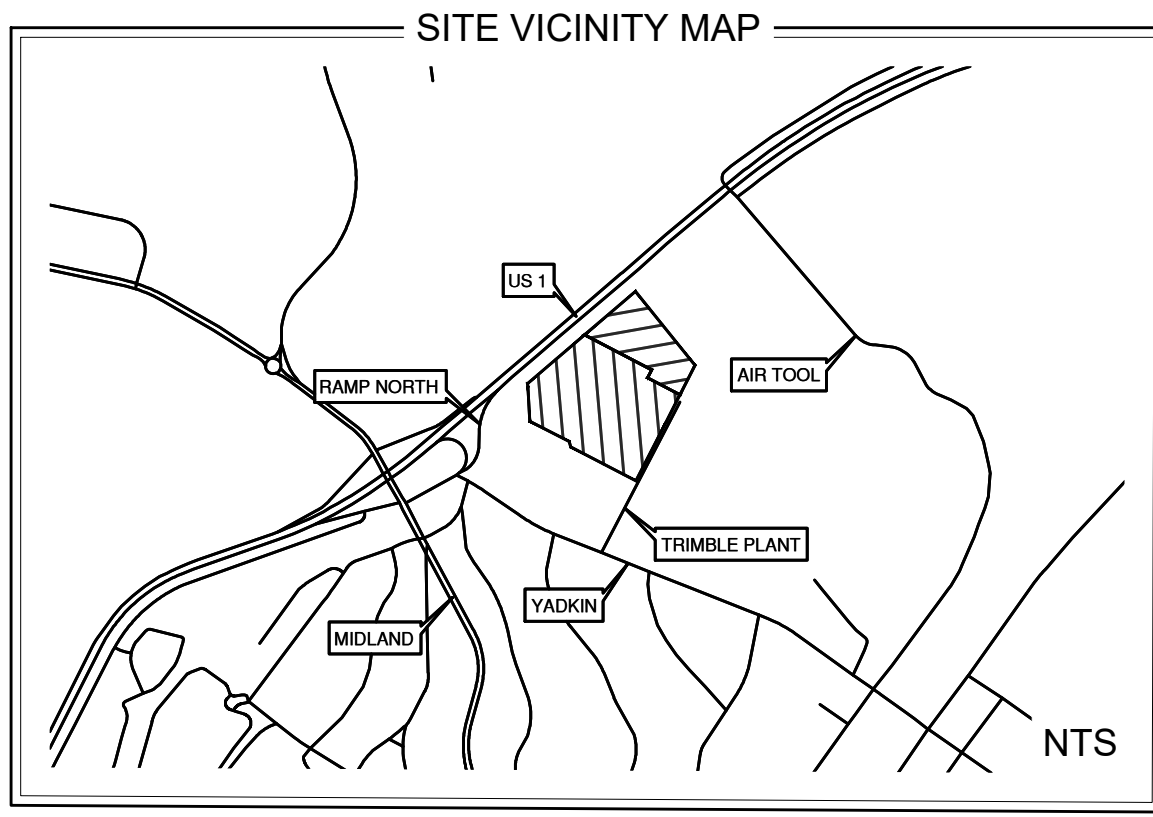 SITE VICINITY MAP
US 1
RAMP NORTH
AIR TOOL
TRIMBLE PLANT
YADKIN
MIDLAND
NTS